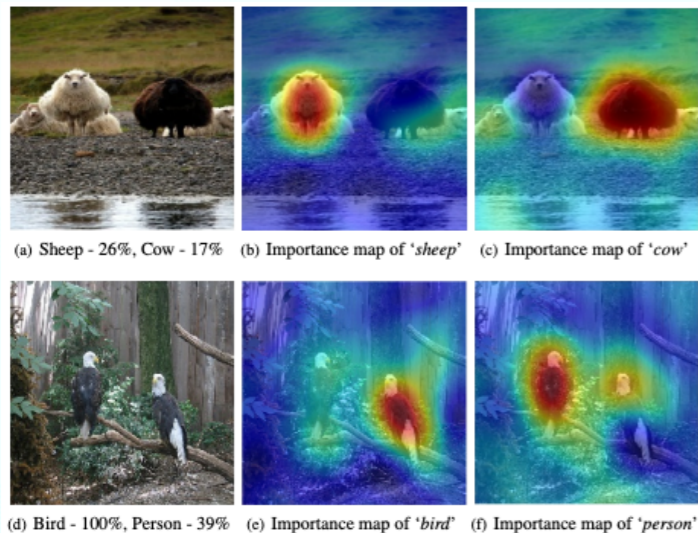 (a) Sheep - 26%, Cow - 17%
(b) Importance map of ‘sheep’
(c) Importance map of ‘cow’
(d) Bird - 100%, Person - 39%
(e) Importance map of ‘bird’
(f) Importance map of ‘person’